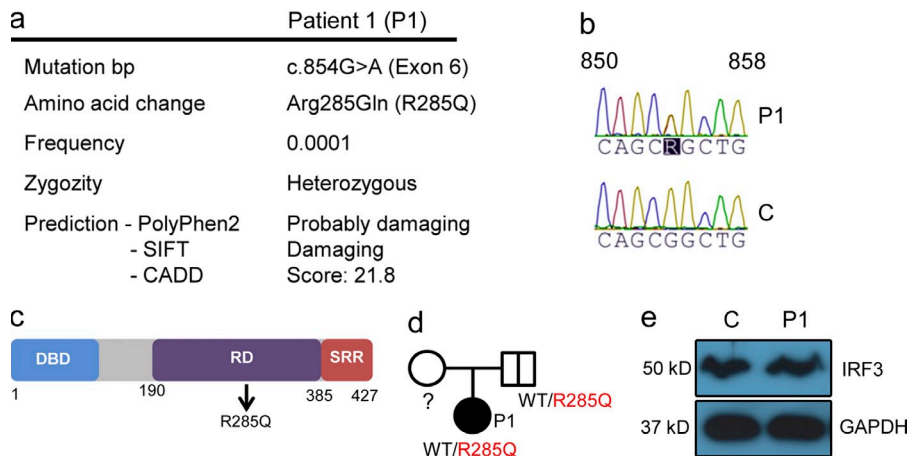 a
Patient 1 (P1)
Mutation bp c.854G>A (Exon 6)
Amino acid change Arg285Gln (R285Q)
Frequency 0.0001
Zygozity Heterozygous
Prediction - PolyPhen2 Probably damaging
- SIFT Damaging
- CADD Score: 21.8
b
850 858
P1
CAGCRGCTG
C
CAGCGGCTG
c
DBD RD SRR
1 190 385 427
R285Q
d
?
P1
WT/R285Q
WT/R285Q
e
C P1
50 kD IRF3
37 kD GAPDH